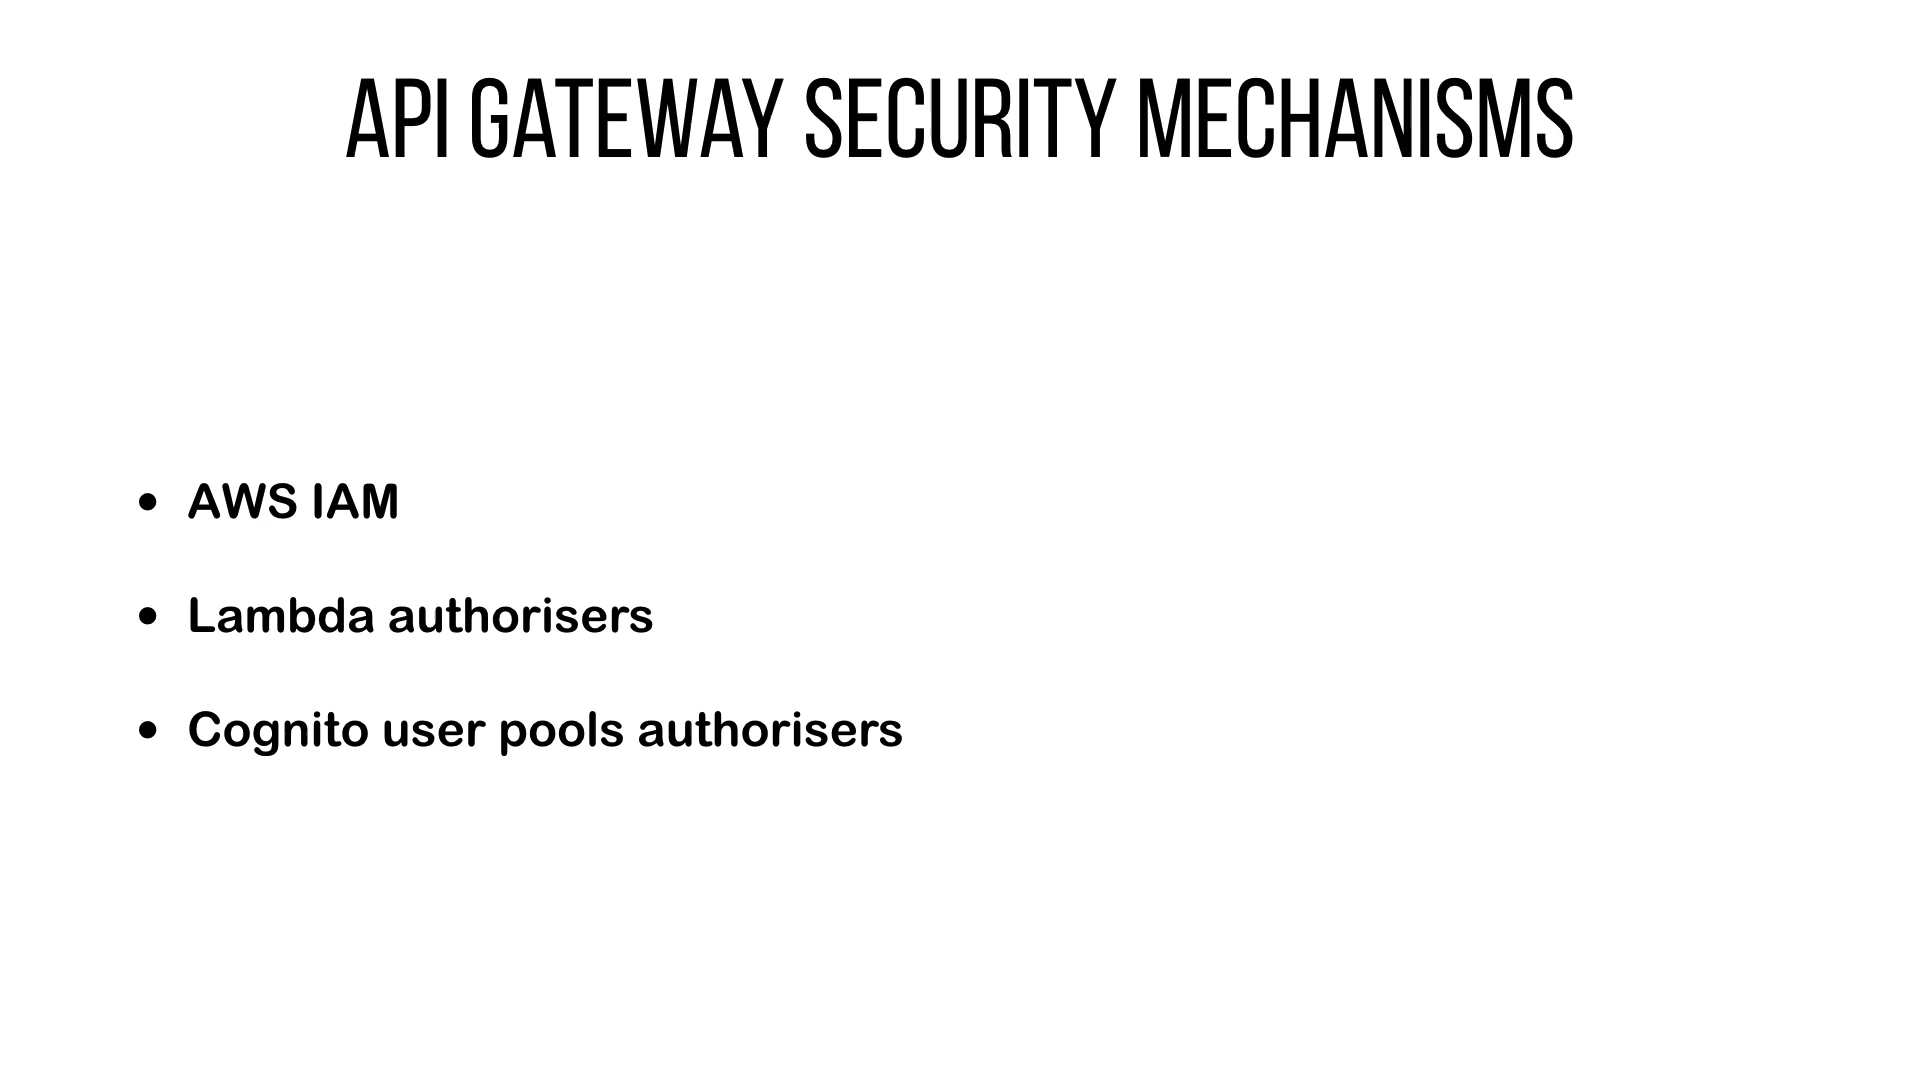 API GATEWAY SECURITY MECHANISMS
• AWS IAM
• Lambda authorisers
• Cognito user pools authorisers